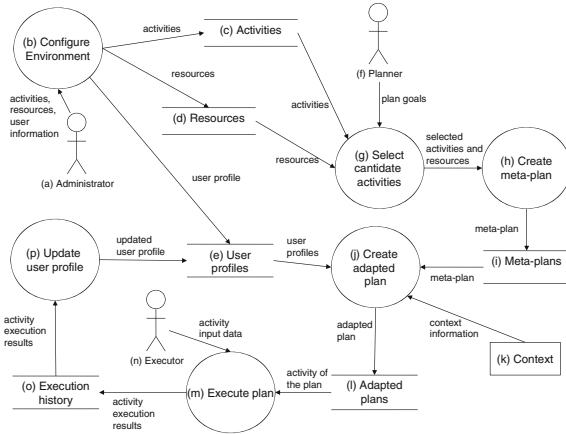 activities
(b) Configure
Environment
(c) Activities
(f) Planner
resources
activities,
resources,
user
information
(d) Resources
activities
plan goals
(a) Administrator
resources
(g) Select
cantidate
activities
selected
activities and
resources
(h) Create
meta-plan
user profile
meta-plan
(p) Update
user profile
updated
user profile
(e) User
profiles
user
profiles
(j) Create
adapted
plan
meta-plan
(i) Meta-plans
activity
execution
results
(n) Executor
activity
input data
adapted
plan
context
information
(k) Context
(o) Execution
history
activity
execution
results
(m) Execute plan
activity of
the plan
(l) Adapted
plans